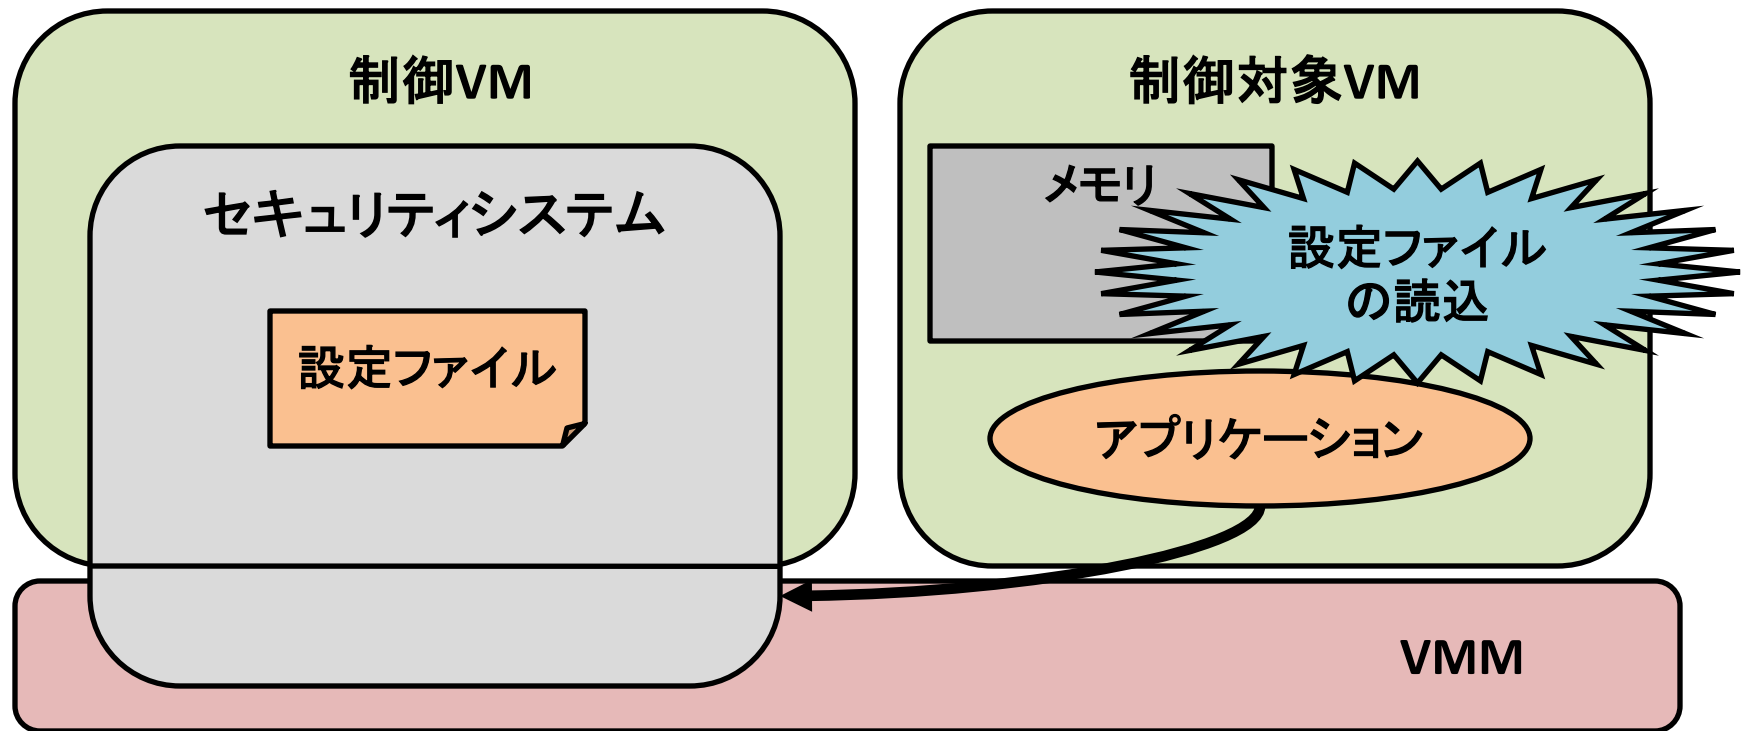 制御VM
セキュリティシステム
設定ファイル
制御対象VM
メモリ
設定ファイル
の読込
アプリケーション
VMM